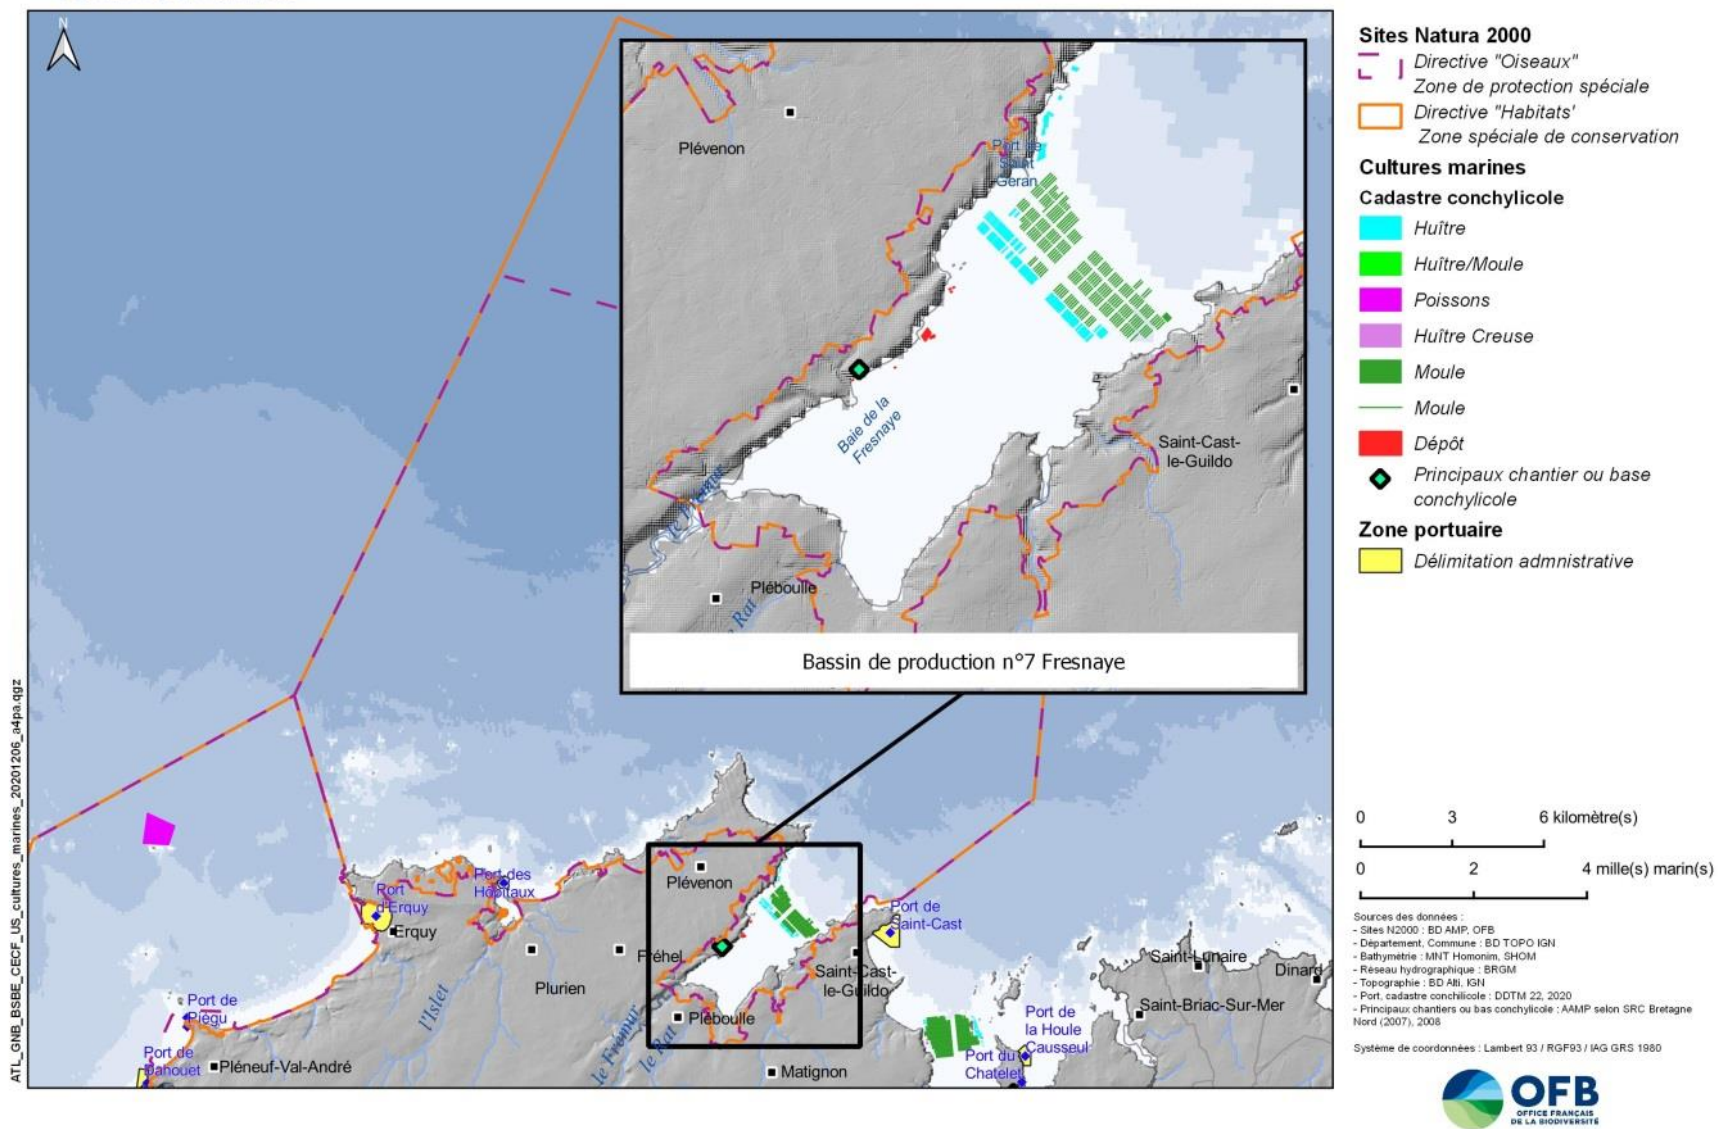 N
Plévenon
Port de
Saint
Geran
Baie de la
Fresnaye
Saint-Cast-
le-Guildo
le Frémur
Pléboulle
le Rat
Bassin de production n°7 Fresnaye
Port
d'Erquy
Erquy
Port des
Hôpitaux
Plévenon
Fréhel
Plurien
l'Islet
Port de
Saint-Cast
Saint-Cast-
le-Guildo
Pléboulle
le Fremur
le Rat
Matignon
Port de
Piégu
Port de
Dahouet
Pléneuf-Val-André
Saint-Lunaire
Dinard
Saint-Briac-Sur-Mer
Port de
la Houle
Causseul
Port du
Chatelet
ATL_GNB_BSBE_CECF_US_cultures_marines_20201206_a4pa.qgz
Sites Natura 2000
Directive "Oiseaux"
Zone de protection spéciale
Directive "Habitats'
Zone spéciale de conservation
Cultures marines
Cadastre conchylicole
Huître
Huître/Moule
Poissons
Huître Creuse
Moule
Moule
Dépôt
Principaux chantier ou base
conchylicole
Zone portuaire
Délimitation admnistrative
0 3 6 kilomètre(s)
0 2 4 mille(s) marin(s)
Sources des données :
- Sites N2000 : BD AMP, OFB
- Département, Commune : BD TOPO IGN
- Bathymétrie : MNT Homonim, SHOM
- Réseau hydrographique : BRGM
- Topographie : BD Alti, IGN
- Port, cadastre conchilicole : DDTM 22, 2020
- Principaux chantiers ou bas conchylicole : AAMP selon SRC Bretagne
Nord (2007), 2008
Système de coordonnées : Lambert 93 / RGF93 / IAG GRS 1980
OFB
OFFICE FRANÇAIS
DE LA BIODIVERSITÉ